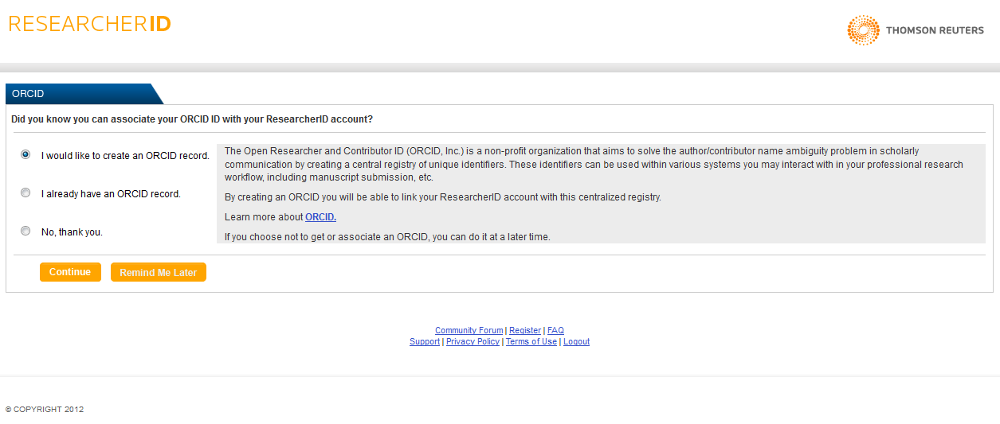 RESEARCHERID
THOMSON REUTERS
ORCID
Did you know you can associate your ORCID ID with your ResearcherID account?
I would like to create an ORCID record.
I already have an ORCID record.
No, thank you.
The Open Researcher and Contributor ID (ORCID, Inc.) is a non-profit organization that aims to solve the author/contributor name ambiguity problem in scholarly
communication by creating a central registry of unique identifiers. These identifiers can be used within various systems you may interact with in your professional research
workflow, including manuscript submission, etc.
By creating an ORCID you will be able to link your ResearcherID account with this centralized registry.
Learn more about ORCID.
If you choose not to get or associate an ORCID, you can do it at a later time.
Continue Remind Me Later
Community Forum | Register | FAQ
Support | Privacy Policy | Terms of Use | Logout
© COPYRIGHT 2012